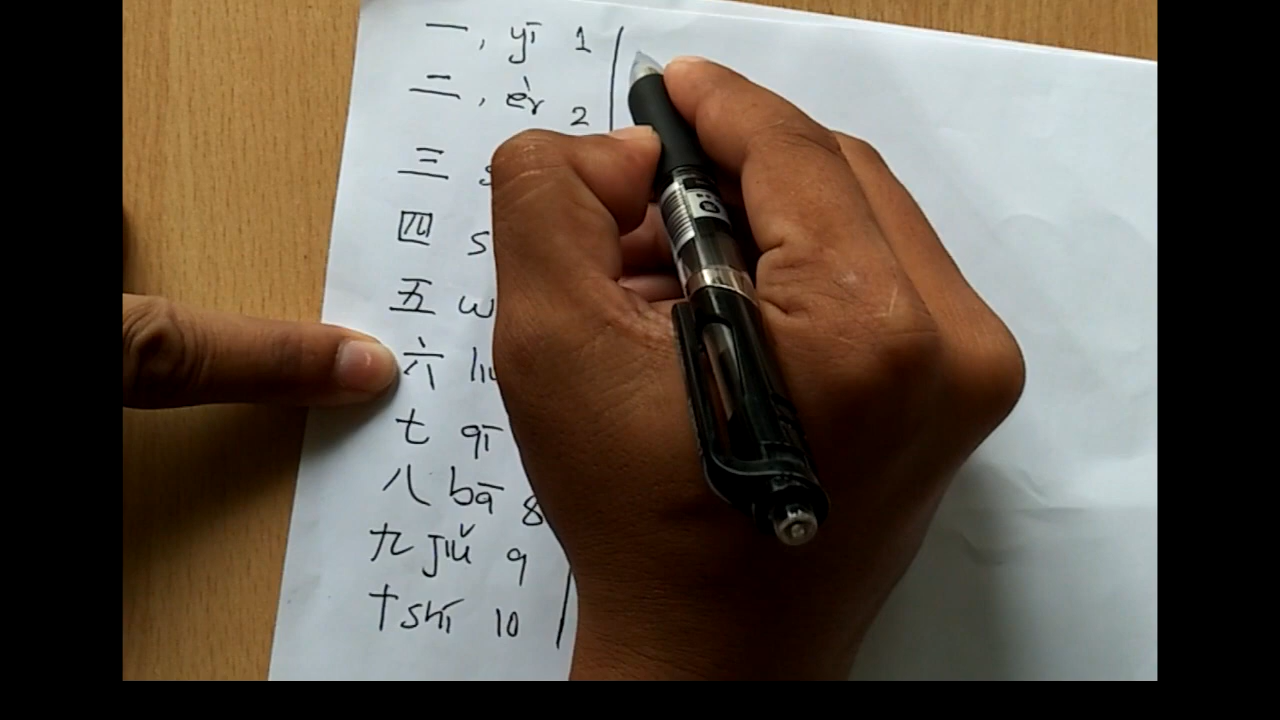 一, yī 1
二, èr 2
三
四
五
六
七 qī
八 bā 8
九 jiǔ 9
十 shí 10